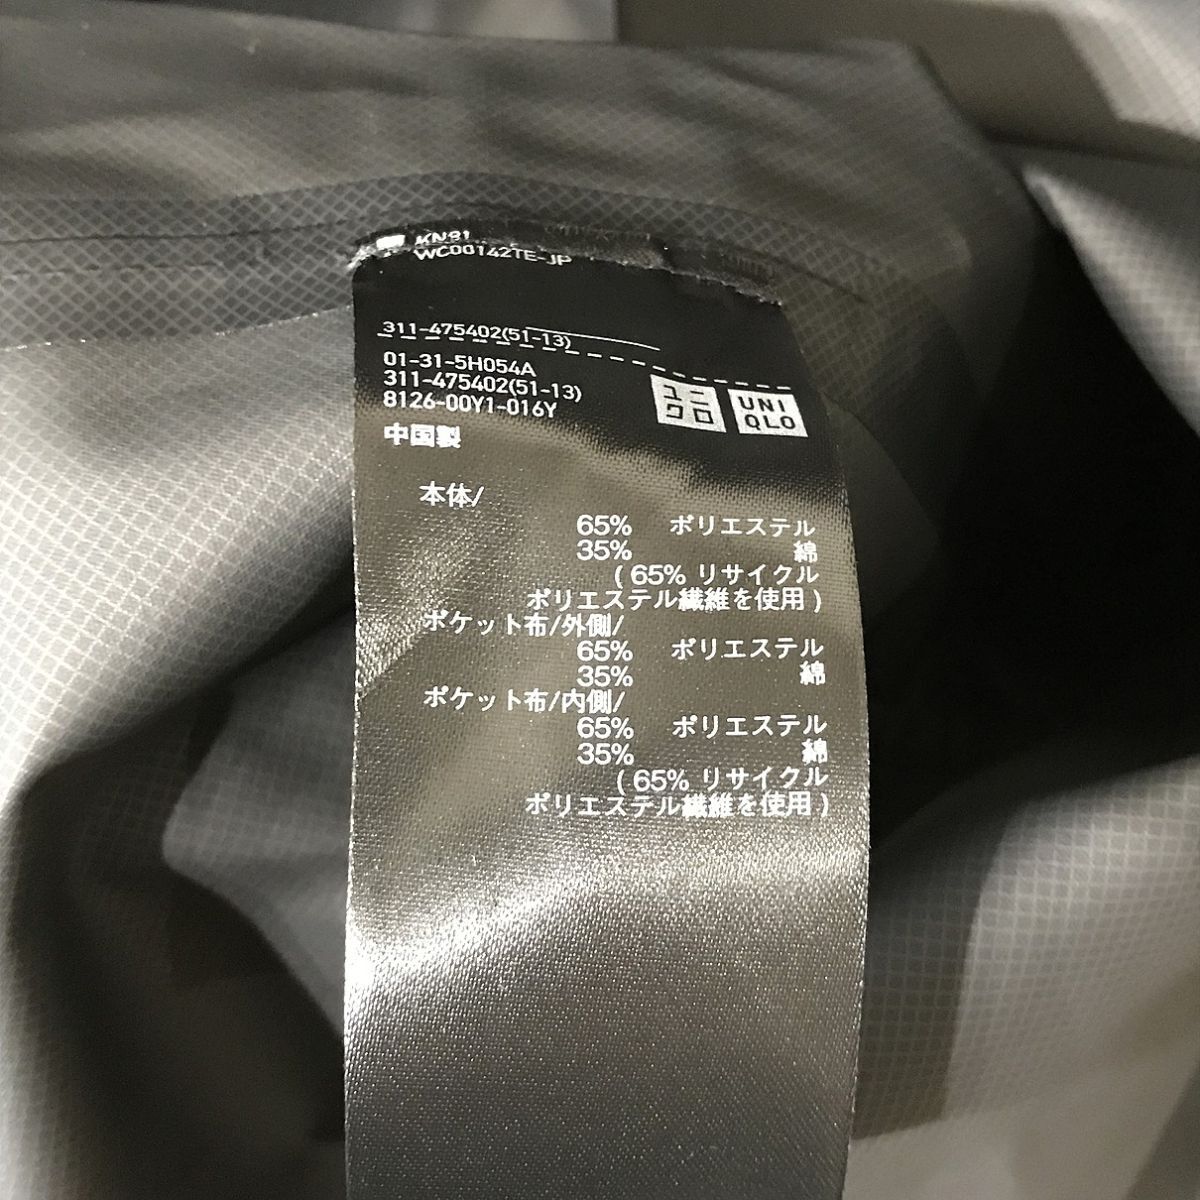 KN81
WC00142TE-JP
311-475402(51-13)
01-31-5H054A
311-475402(51-13)
8126-00Y1-016Y
ユニ
クロ
UNI
QLO
中国製
本体/
65% ポリエステル
35% 綿
( 65% リサイクル
ポリエステル繊維を使用 )
ポケット布/外側/
65% ポリエステル
35% 綿
ポケット布/内側/
65% ポリエステル
35% 綿
( 65% リサイクル
ポリエステル繊維を使用 )